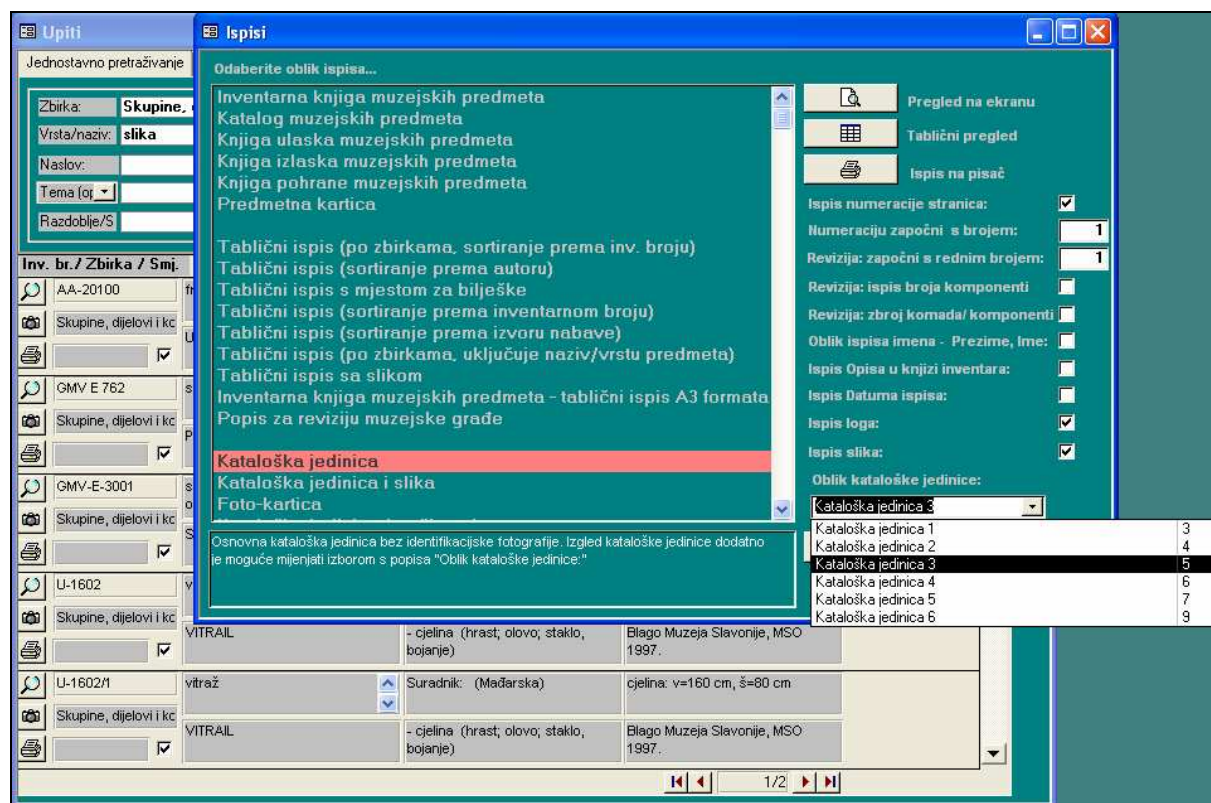 Upiti
Jednostavno pretraživanje
Zbirka: Skupine,
Vrsta/naziv: slika
Naslov:
Tema (o
Razdoblje/S
Inv. br./ Zbirka / Smj.
AA-20100
Skupine, dijelovi i kc
GMV E 762
Skupine, dijelovi i kc
GMV-E-3001
Skupine, dijelovi i kc
U-1602
Skupine, dijelovi i kc
VITRAIL
- cjelina (hrast; olovo; staklo,
bojanje)
Blago Muzeja Slavonije, MSO
1997.
U-1602/1
vitraž
Suradnik: (Mađarska)
cjelina: v=160 cm, š=80 cm
Skupine, dijelovi i kc
VITRAIL
- cjelina (hrast; olovo; staklo,
bojanje)
Blago Muzeja Slavonije, MSO
1997.
1/2
Ispisi
Odaberite oblik ispisa...
Inventarna knjiga muzejskih predmeta
Katalog muzejskih predmeta
Knjiga ulaska muzejskih predmeta
Knjiga izlaska muzejskih predmeta
Knjiga pohrane muzejskih predmeta
Predmetna kartica
Tablični ispis (po zbirkama, sortiranje prema inv. broju)
Tablični ispis (sortiranje prema autoru)
Tablični ispis s mjestom za bilješke
Tablični ispis (sortiranje prema inventarnom broju)
Tablični ispis (sortiranje prema izvoru nabave)
Tablični ispis (po zbirkama, uključuje naziv/vrstu predmeta)
Tablični ispis sa slikom
Inventarna knjiga muzejskih predmeta - tablični ispis A3 formata
Popis za reviziju muzejske građe
Kataloška jedinica
Kataloška jedinica i slika
Foto-kartica
Osnovna kataloška jedinica bez identifikacijske fotografije. Izgled kataloške jedinice dodatno
je moguće mijenjati izborom s popisa "Oblik kataloške jedinice:"
Pregled na ekranu
Tablični pregled
Ispis na pisač
Ispis numeracije stranica:
Numeraciju započni s brojem: 1
Revizija: započni s rednim brojem: 1
Revizija: ispis broja komponenti
Revizija: zbroj komada/ komponenti
Oblik ispisa imena - Prezime, Ime:
Ispis Opisa u knjizi inventara:
Ispis Datuma ispisa:
Ispis loga:
Ispis slika:
Oblik kataloške jedinice:
Kataloška jedinica 3
Kataloška jedinica 1 3
Kataloška jedinica 2 4
Kataloška jedinica 3 5
Kataloška jedinica 4 6
Kataloška jedinica 5 7
Kataloška jedinica 6 9